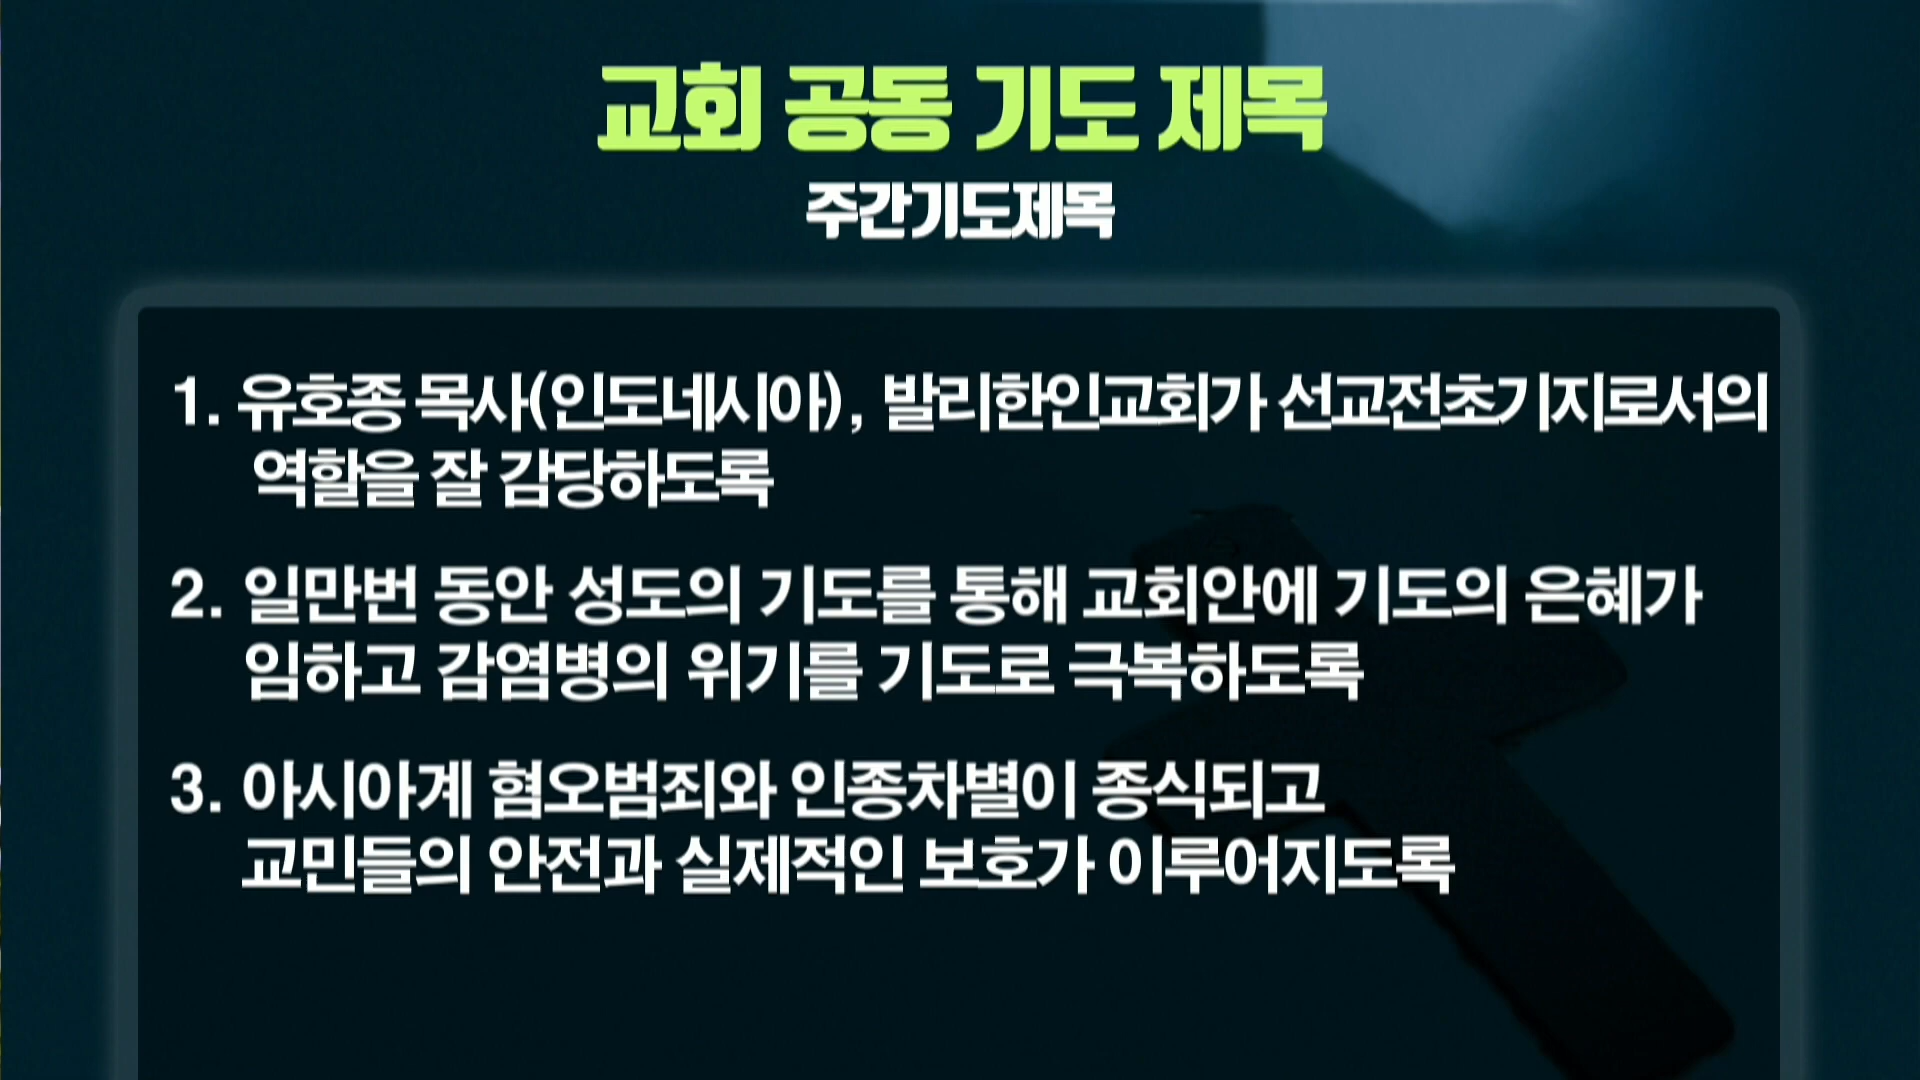 교회 공동 기도 제목
주간기도제목
1. 유호종 목사(인도네시아), 발리한인교회가 선교전초기지로서의
역할을 잘 감당하도록
2. 일만번 동안 성도의 기도를 통해 교회안에 기도의 은혜가
임하고 감염병의 위기를 기도로 극복하도록
3. 아시아계 혐오범죄와 인종차별이 종식되고
교민들의 안전과 실제적인 보호가 이루어지도록